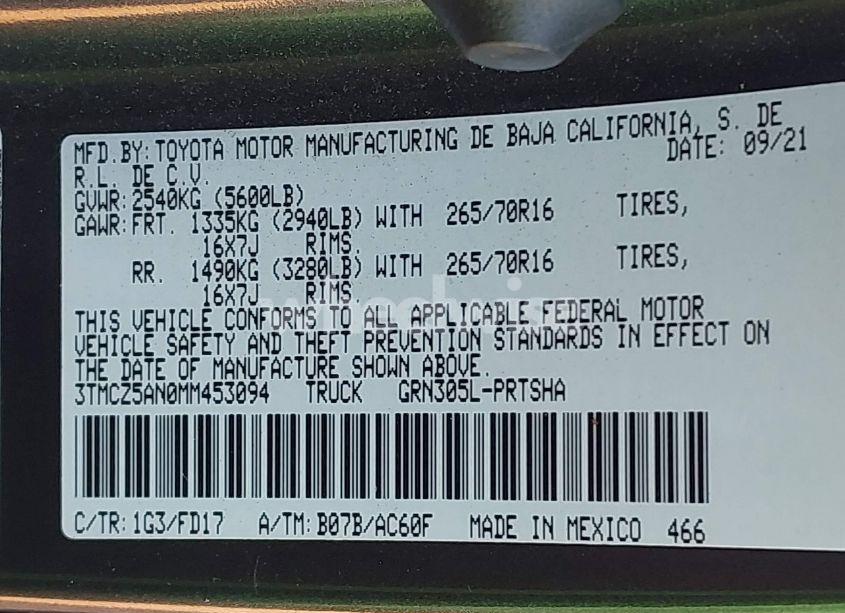 MFD.BY:TOYOTA MOTOR MANUFACTURING DE BAJA CALIFORNIA, S. DE
R.L. DE C.V. DATE: 09/21
GVWR:2540KG (5600LB)
GAWR:FRT. 1335KG (2940LB) WITH 265/70R16 TIRES,
16X7J RIMS.
RR. 1490KG (3280LB) WITH 265/70R16 TIRES,
16X7J RIMS.
THIS VEHICLE CONFORMS TO ALL APPLICABLE FEDERAL MOTOR
VEHICLE SAFETY AND THEFT PREVENTION STANDARDS IN EFFECT ON
THE DATE OF MANUFACTURE SHOWN ABOVE.
3TMCZ5AN0MM453094 TRUCK GRN305L-PRTSHA
C/TR:1G3/FD17 A/TM:B07B/AC60F MADE IN MEXICO 466